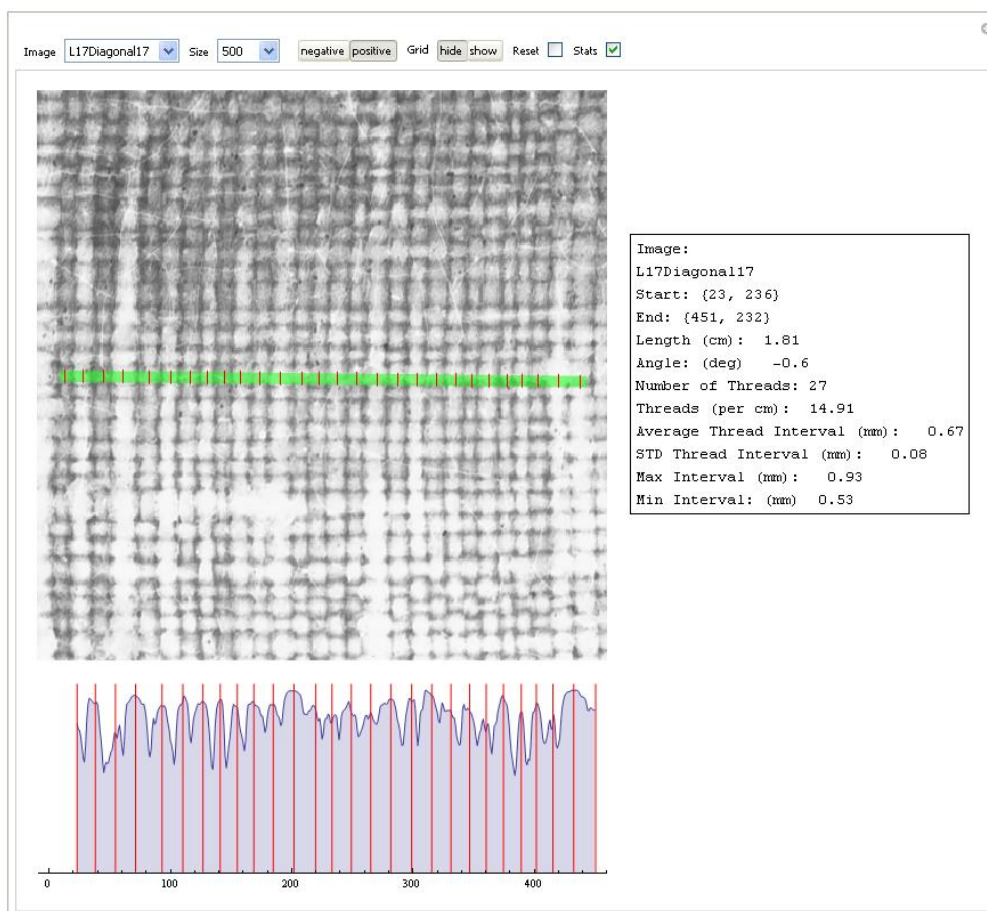 Image L17Diagonal17 Size 500 negative positive Grid hide show Reset Stats
Image:
L17Diagonal17
Start: {23, 236}
End: {451, 232}
Length (cm): 1.81
Angle: (deg) -0.6
Number of Threads: 27
Threads (per cm): 14.91
Average Thread Interval (mm): 0.67
STD Thread Interval (mm): 0.08
Max Interval (mm): 0.93
Min Interval: (mm) 0.53
0 100 200 300 400